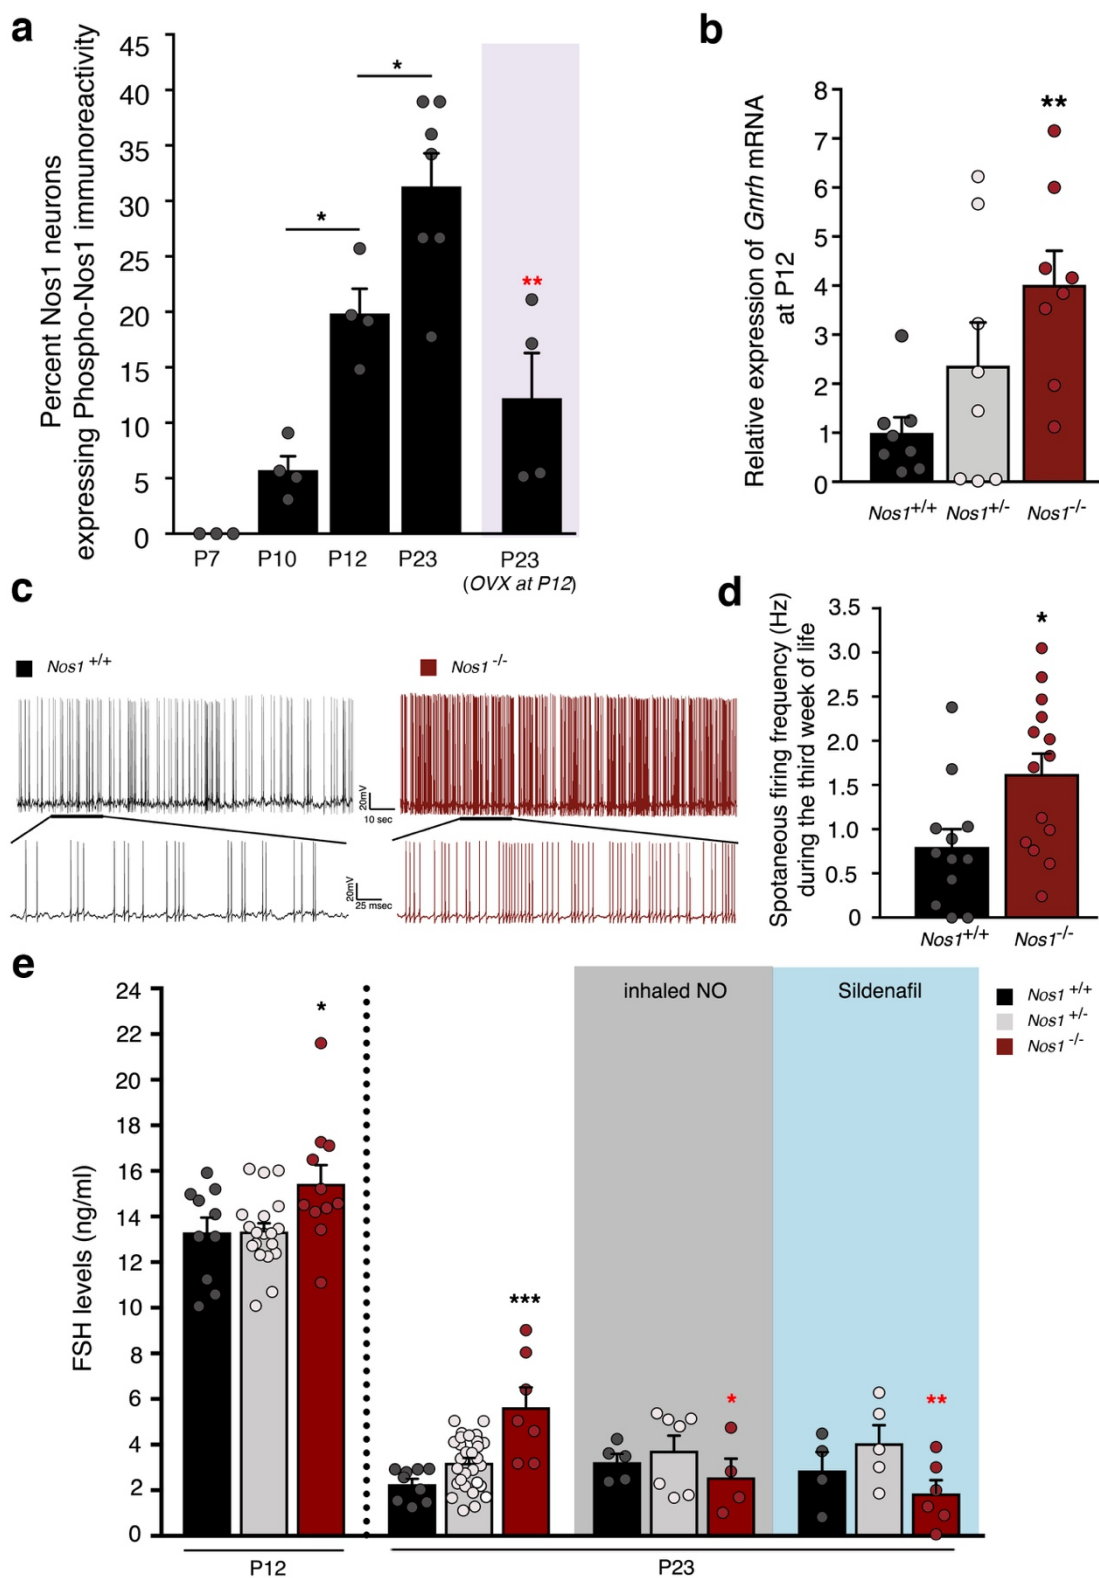 a
Percent Nos1 neurons
expressing Phospho-Nos1 immunoreactivity
45
40
35
30
25
20
15
10
5
0
*
*
**
P7 P10 P12 P23 P23
(OVX at P12)
b
Relative expression of Gnrh mRNA
at P12
8
7
6
5
4
3
2
1
0
**
Nos1+/+ Nos1+/- Nos1-/-
c
Nos1 +/+
Nos1 -/-
20mV
10 sec
20mV
25 msec
d
Spotaneous firing frequency (Hz)
during the third week of life
3.5
3.0
2.5
2.0
1.5
1.0
0.5
0
*
Nos1+/+ Nos1-/-
e
FSH levels (ng/ml)
24
22
20
18
16
14
12
10
8
6
4
2
0
*
***
inhaled NO
*
Sildenafil
**
Nos1 +/+
Nos1 +/-
Nos1 -/-
P12 P23